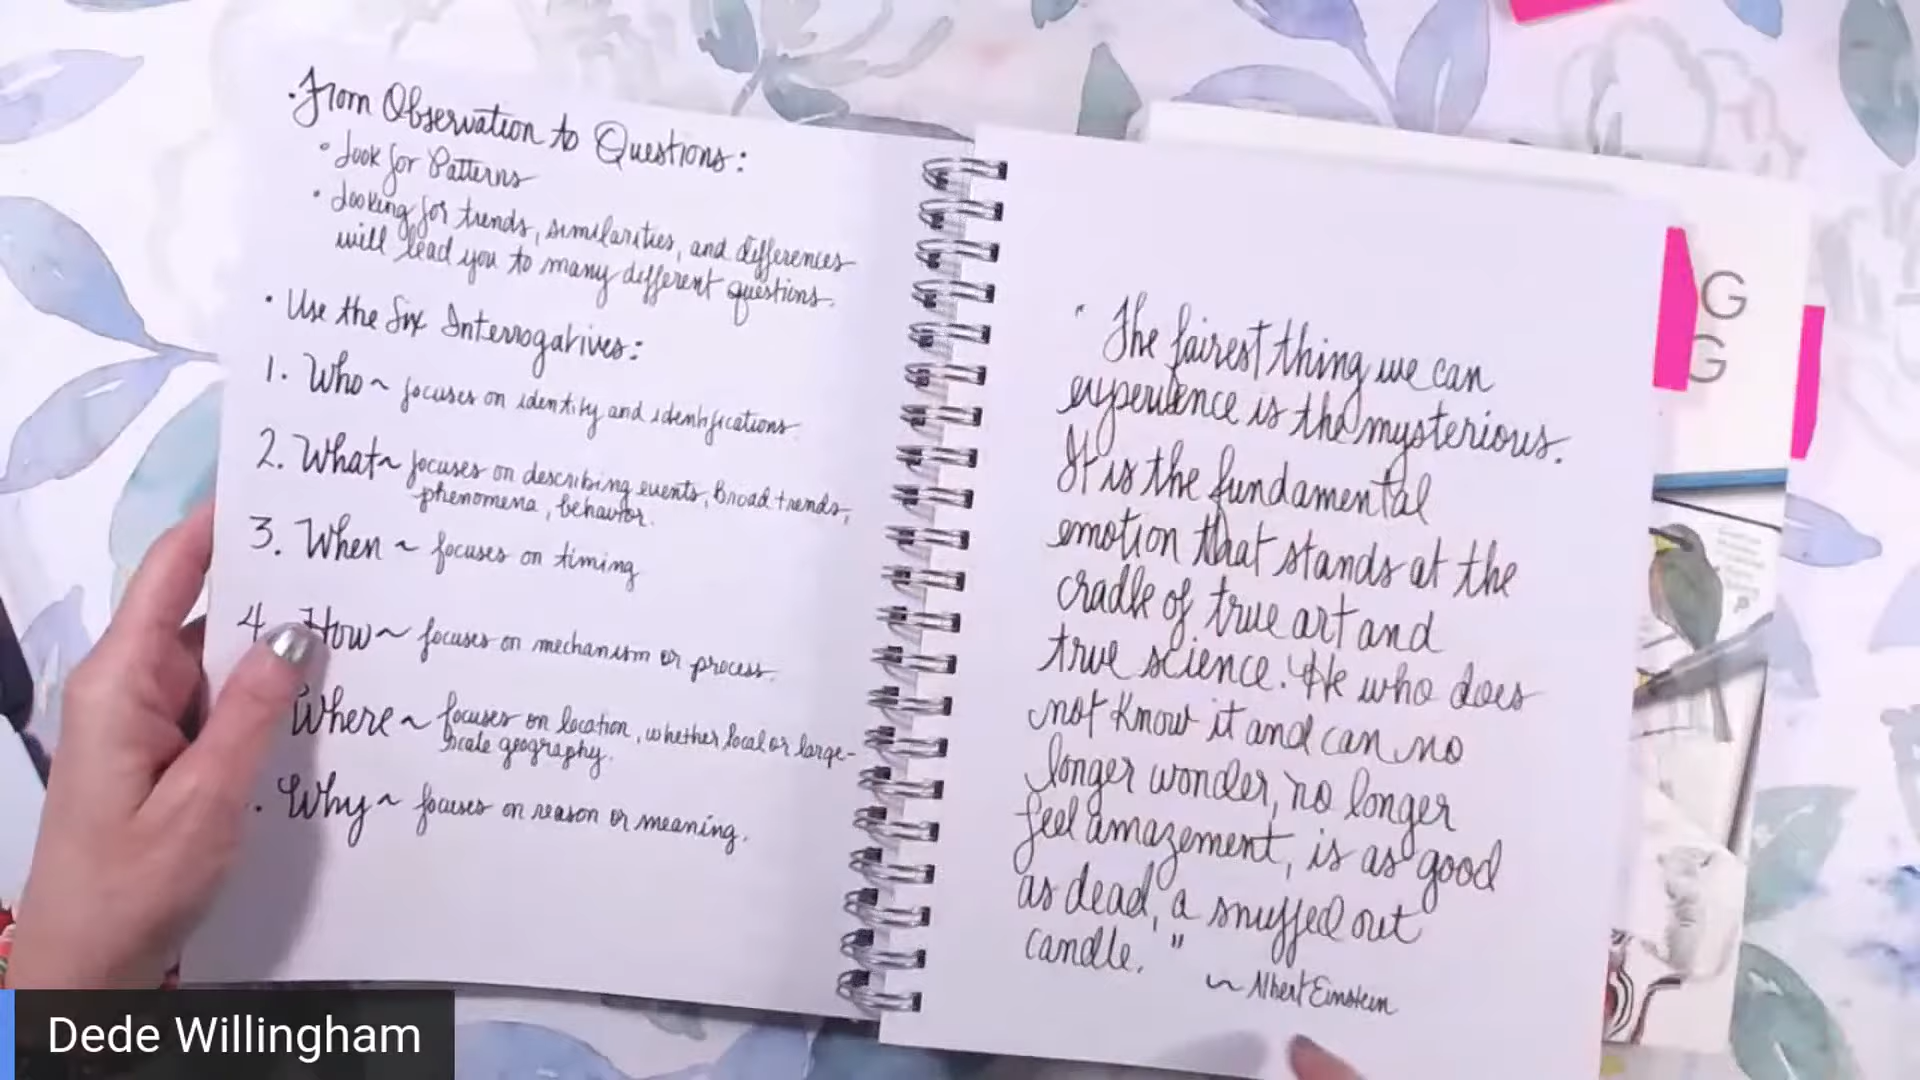 • From Observation to Questions:
• Look for Patterns
• Looking for trends, similarities, and differences
will lead you to many different questions.
• Use the Six Interrogatives:
1. Who ~ focuses on identity and identifications.
2. What ~ focuses on describing events, Broad trends,
phenomena, behavior.
3. When ~ focuses on timing
4. How ~ focuses on mechanism or process.
Where ~ focuses on location, whether local or large-
scale geography.
. Why ~ focuses on reason or meaning.
" The fairest thing we can
experience is the mysterious.
It is the fundamental
emotion that stands at the
cradle of true art and
true science. He who does
not know it and can no
longer wonder, no longer
feel amazement, is as good
as dead, a snuffed out
candle."
~ Albert Einstein
G
G
Dede Willingham